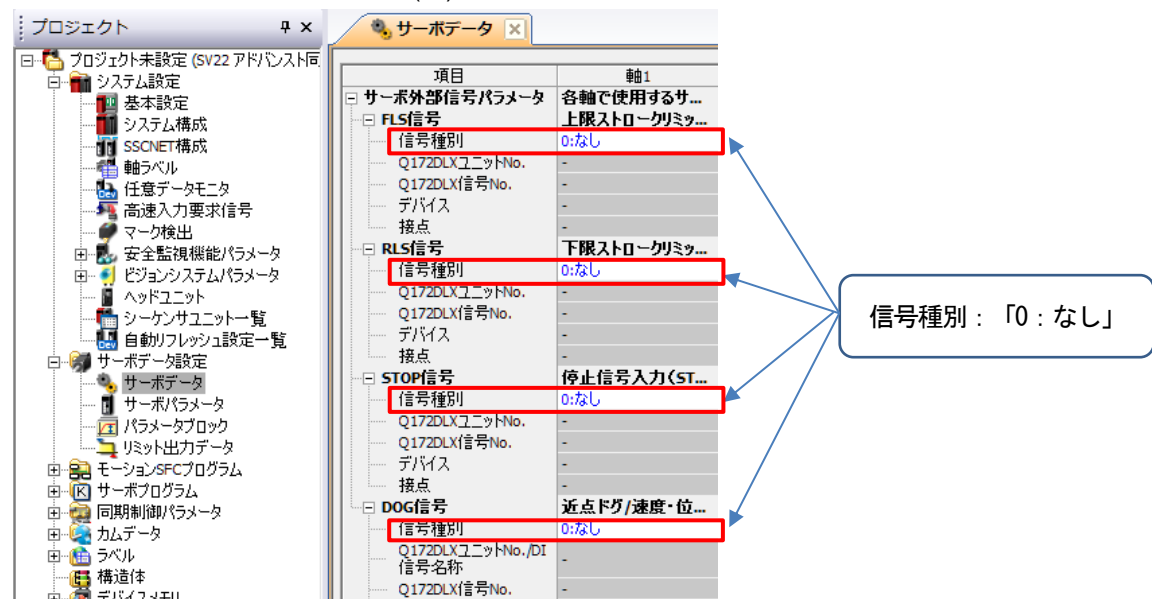 プロジェクト
プロジェクト未設定 (SV22 アドバンスト同
システム設定
基本設定
システム構成
SSCNET構成
軸ラベル
任意データモニタ
高速入力要求信号
マーク検出
安全監視機能パラメータ
ビジョンシステムパラメータ
ヘッドユニット
シーケンサユニット一覧
自動リフレッシュ設定一覧
サーボデータ設定
サーボデータ
サーボパラメータ
パラメータブロック
リミット出力データ
モーションSFCプログラム
サーボプログラム
同期制御パラメータ
カムデータ
ラベル
構造体
デバイスメモリ
サーボデータ
項目 軸1
サーボ外部信号パラメータ 各軸で使用するサ...
FLS信号 上限ストロークリミッ...
信号種別 0:なし
Q172DLXユニットNo. -
Q172DLX信号No. -
デバイス -
接点 -
RLS信号 下限ストロークリミッ...
信号種別 0:なし
Q172DLXユニットNo. -
Q172DLX信号No. -
デバイス -
接点 -
STOP信号 停止信号入力(ST...
信号種別 0:なし
Q172DLXユニットNo. -
Q172DLX信号No. -
デバイス -
接点 -
DOG信号 近点ドグ/速度・位...
信号種別 0:なし
Q172DLXユニットNo./DI
信号名称 -
Q172DLX信号No. -
信号種別：「0：なし」